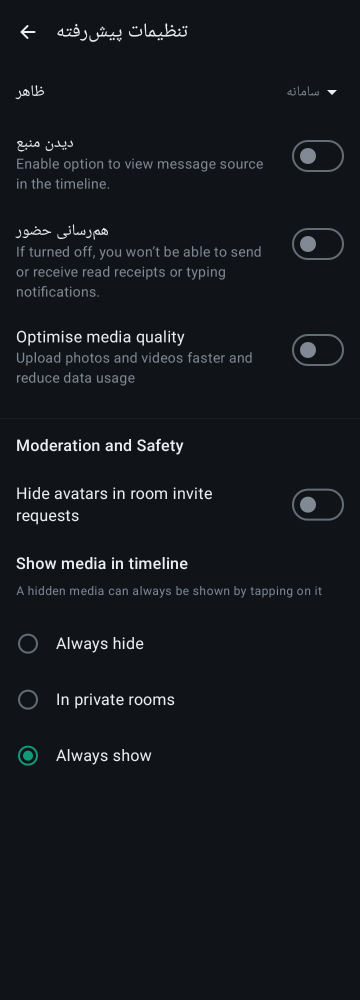 تنظیمات پیش‌رفته
ظاهر
سامانه
دیدن منبع
Enable option to view message source
in the timeline.
هم‌رسانی حضور
If turned off, you won't be able to send
or receive read receipts or typing
notifications.
Optimise media quality
Upload photos and videos faster and
reduce data usage
Moderation and Safety
Hide avatars in room invite
requests
Show media in timeline
A hidden media can always be shown by tapping on it
Always hide
In private rooms
Always show